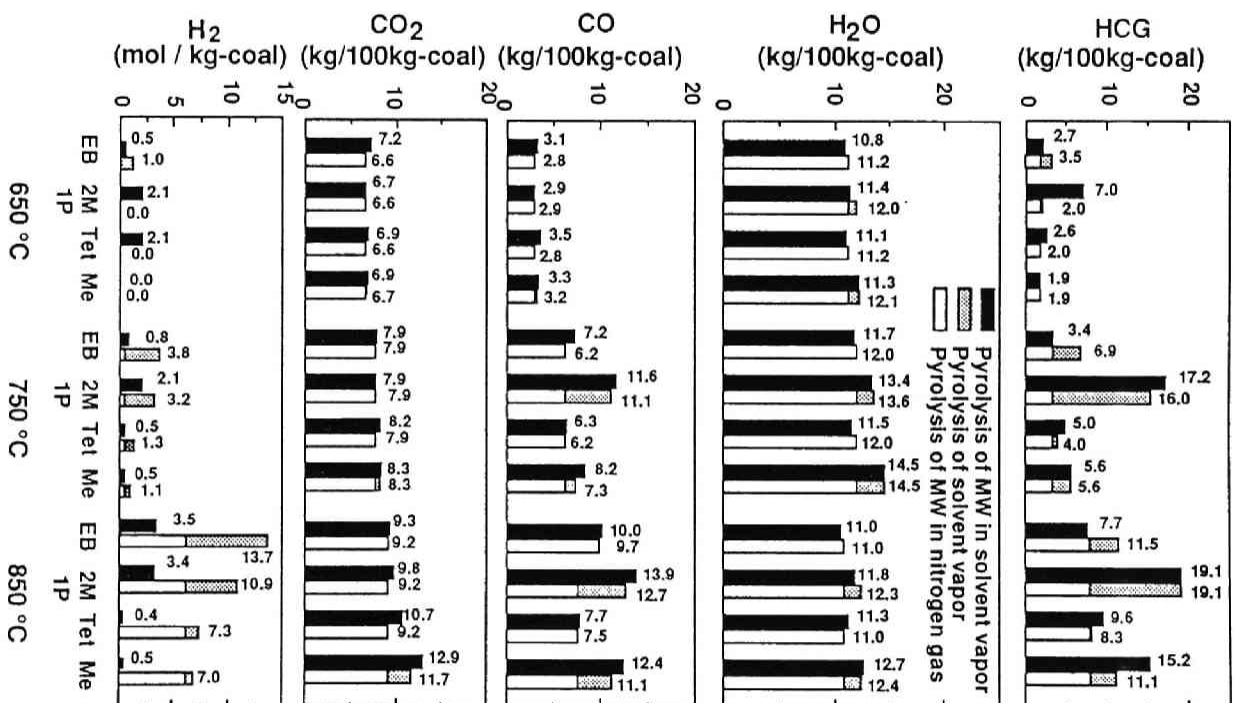 H2
(mol / kg-coal)
0 5 10 15
CO2
(kg/100kg-coal)
0 10 20
CO
(kg/100kg-coal)
0 10 20
H2O
(kg/100kg-coal)
0 10 20
HCG
(kg/100kg-coal)
0 10 20
650 °C
EB
0.5 7.2 3.1 10.8 2.7
1.0 6.6 2.8 11.2 3.5
2M
1P
2.1 6.7 2.9 11.4 7.0
0.0 6.6 2.9 12.0 2.0
Tet
2.1 6.9 3.5 11.1 2.6
0.0 6.6 2.8 11.2 2.0
Me
0.0 6.9 3.3 11.3 1.9
0.0 6.7 3.2 12.1 1.9
750 °C
EB
0.8 7.9 7.2 11.7 3.4
3.8 7.9 6.2 12.0 6.9
2M
1P
2.1 7.9 11.6 13.4 17.2
3.2 7.9 11.1 13.6 16.0
Tet
0.5 8.2 6.3 11.5 5.0
1.3 7.9 6.2 12.0 4.0
Me
0.5 8.3 8.2 14.5 5.6
1.1 8.3 7.3 14.5 5.6
850 °C
EB
3.5 9.3 10.0 11.0 7.7
13.7 9.2 9.7 11.0 11.5
2M
1P
3.4 9.8 13.9 11.8 19.1
10.9 9.2 12.7 12.3 19.1
Tet
0.4 10.7 7.7 11.3 9.6
7.3 9.2 7.5 11.0 8.3
Me
0.5 12.9 12.4 12.7 15.2
7.0 11.7 11.1 12.4 11.1
Pyrolysis of MW in solvent vapor
Pyrolysis of solvent vapor
Pyrolysis of MW in nitrogen gas